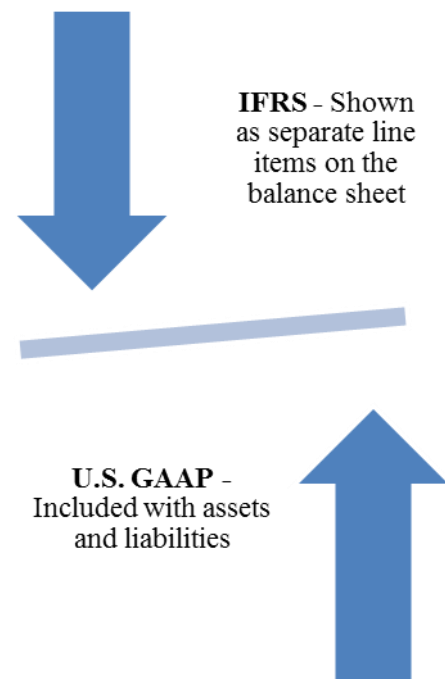 IFRS - Shown
as separate line
items on the
balance sheet
U.S. GAAP -
Included with assets
and liabilities